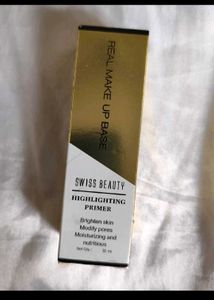 REAL MAKE UP BASE
SWISS BEAUTY
HIGHLIGHTING
PRIMER
Brighten skin
Modify pores
Moisturizing and
nutritious